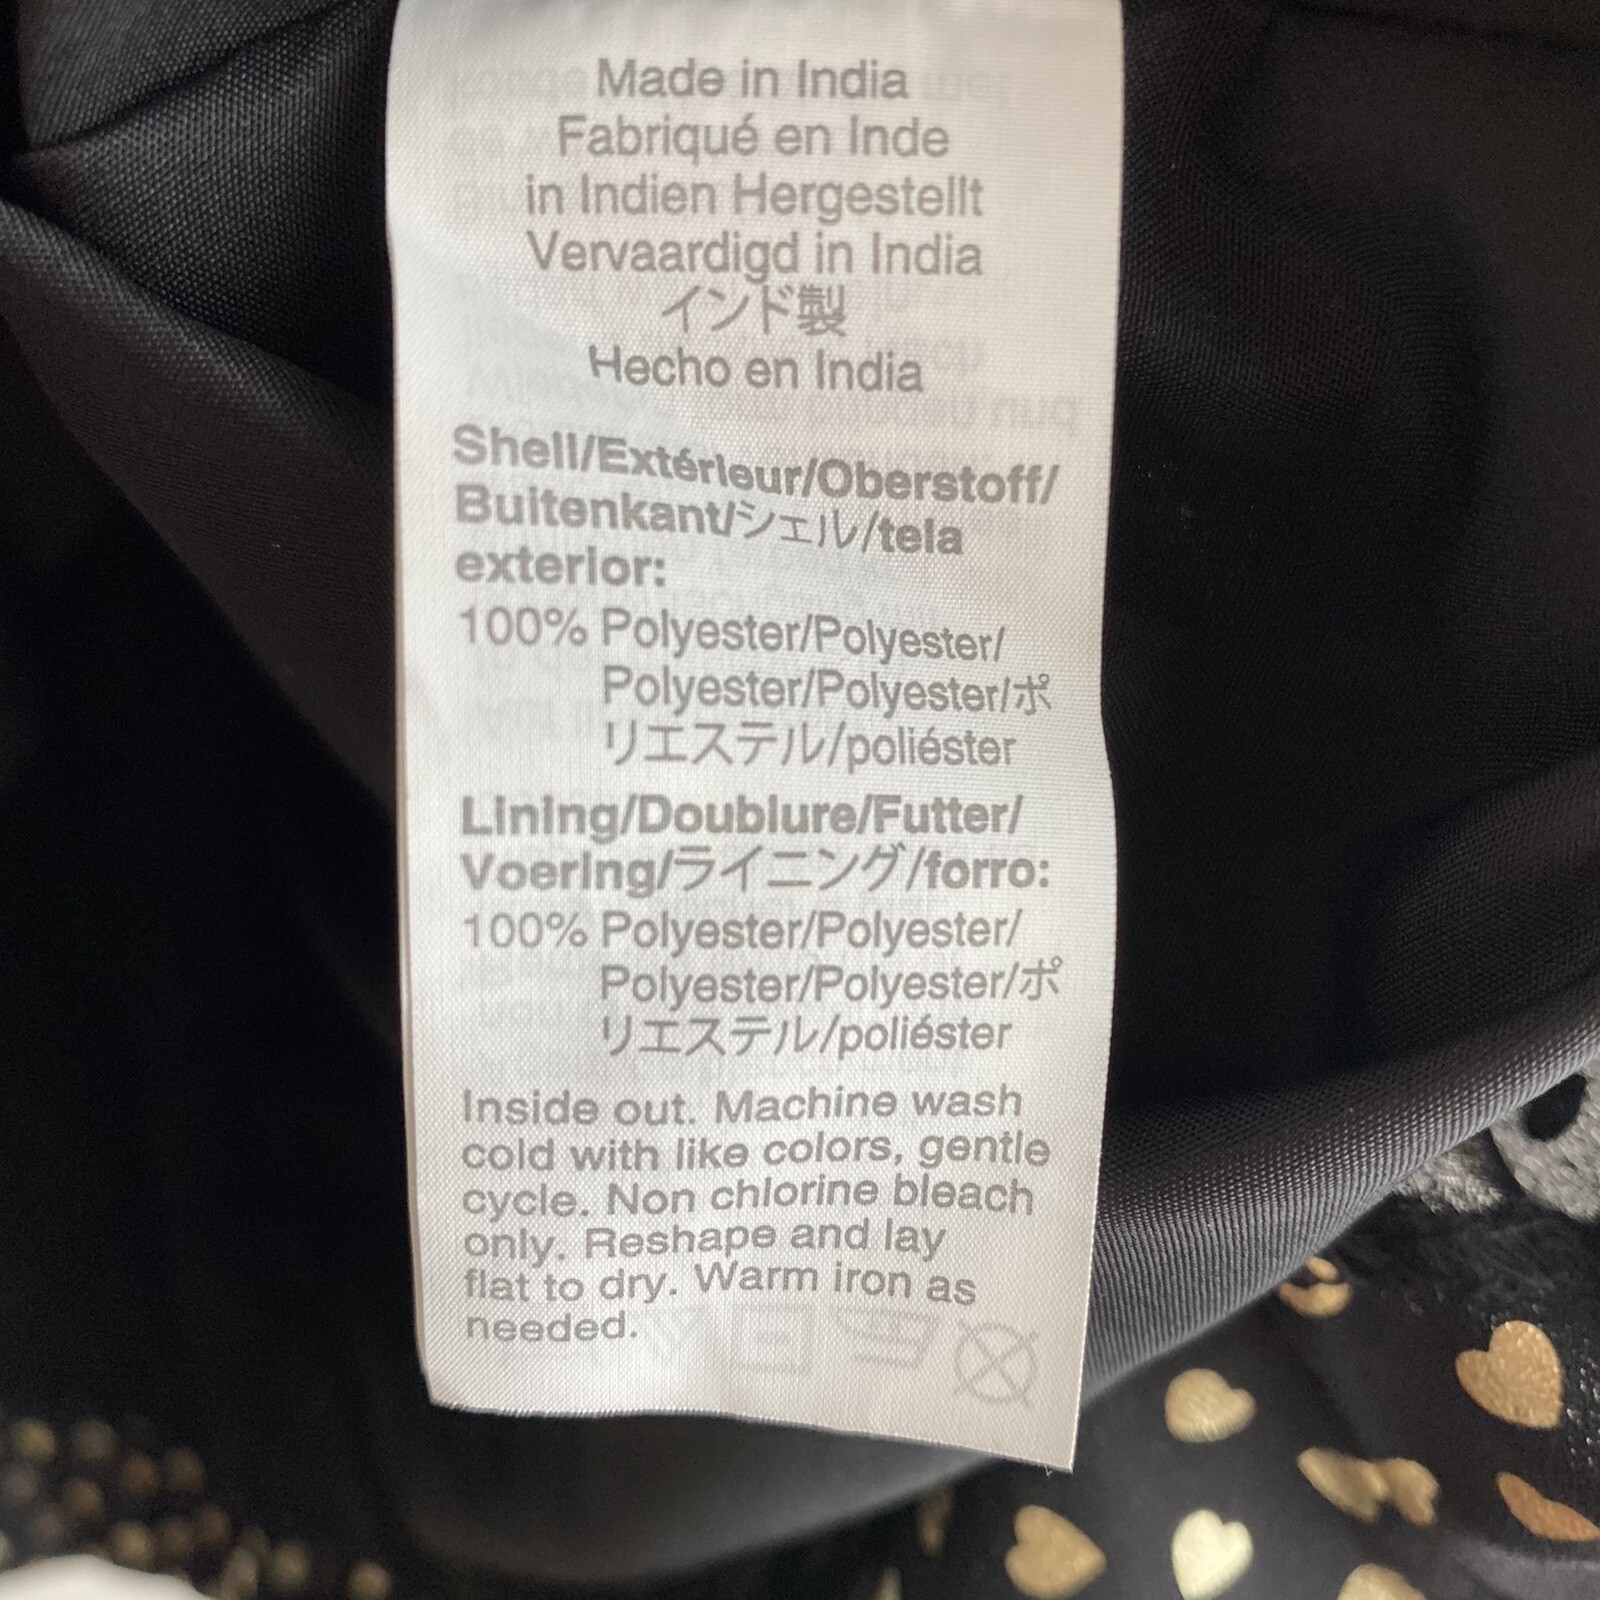 Made in India
Fabriqué en Inde
in Indien Hergestellt
Vervaardigd in India
インド製
Hecho en India
Shell/Extérieur/Oberstoff/
Buitenkant/シェル/tela
exterior:
100% Polyester/Polyester/
Polyester/Polyester/ポ
リエステル/poliéster
Lining/Doublure/Futter/
Voering/ライニング/forro:
100% Polyester/Polyester/
Polyester/Polyester/ポ
リエステル/poliéster
Inside out. Machine wash
cold with like colors, gentle
cycle. Non chlorine bleach
only. Reshape and lay
flat to dry. Warm iron as
needed.